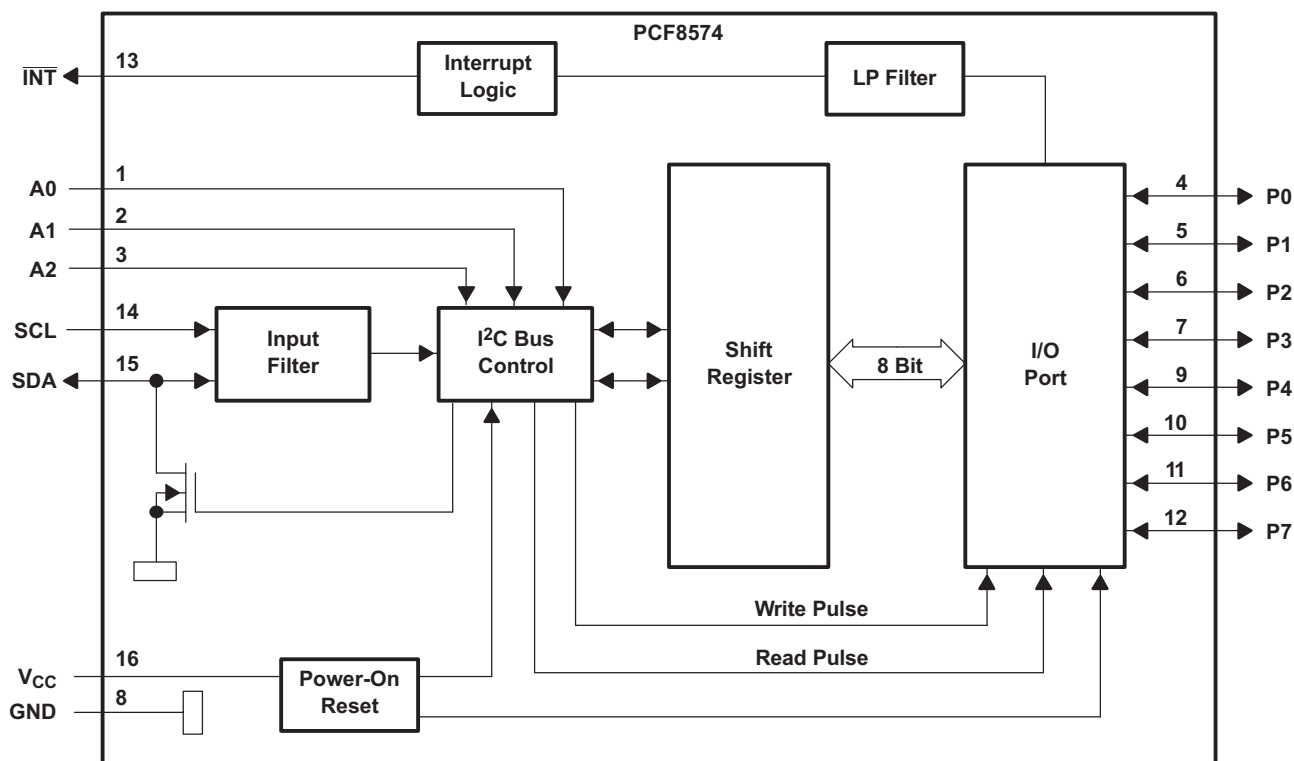 PCF8574
INT 13
Interrupt
Logic
LP Filter
A0 1
A1 2
A2 3
SCL 14
SDA 15
Input
Filter
I²C Bus
Control
Shift
Register
8 Bit
I/O
Port
4 P0
5 P1
6 P2
7 P3
9 P4
10 P5
11 P6
12 P7
Write Pulse
Read Pulse
VCC 16
GND 8
Power-On
Reset